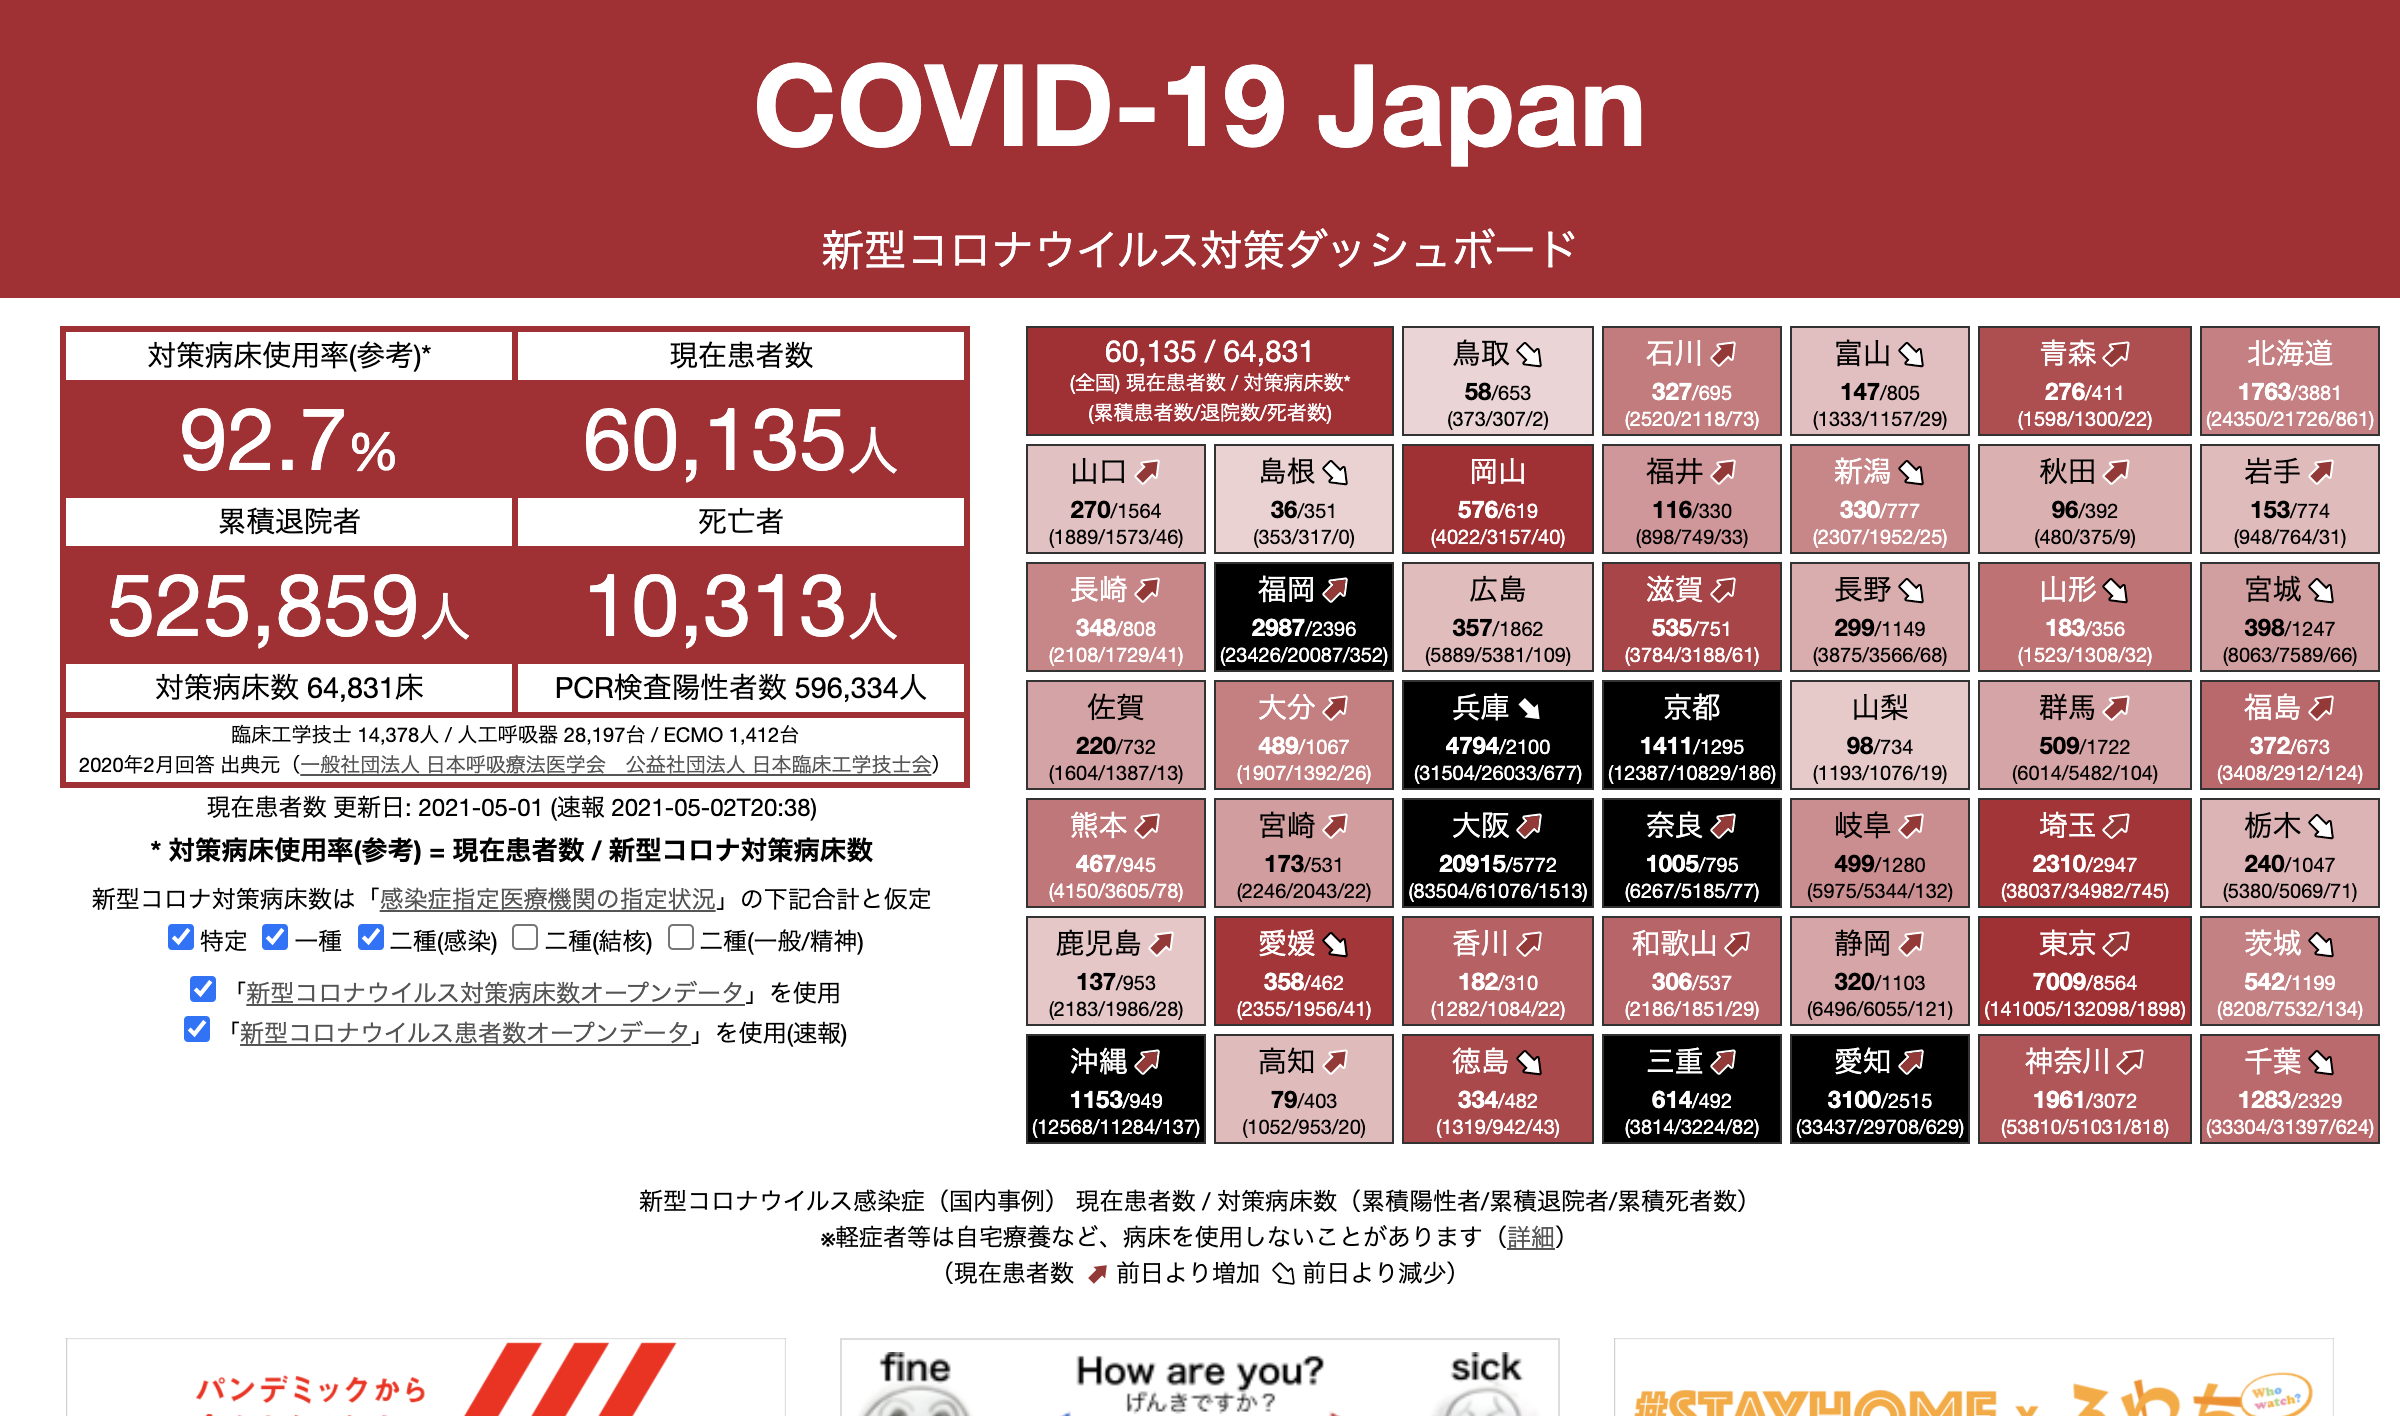 COVID-19 Japan
新型コロナウイルス対策ダッシュボード
対策病床使用率(参考)*
現在患者数
92.7%
60,135人
累積退院者
死亡者
525,859人
10,313人
対策病床数 64,831床
PCR検査陽性者数 596,334人
臨床工学技士 14,378人 / 人工呼吸器 28,197台 / ECMO 1,412台
2020年2月回答 出典元（一般社団法人 日本呼吸療法医学会　公益社団法人 日本臨床工学技士会）
現在患者数 更新日: 2021-05-01 (速報 2021-05-02T20:38)
* 対策病床使用率(参考) = 現在患者数 / 新型コロナ対策病床数
新型コロナ対策病床数は「感染症指定医療機関の指定状況」の下記合計と仮定
特定 一種 二種(感染) 二種(結核) 二種(一般/精神)
「新型コロナウイルス対策病床数オープンデータ」を使用
「新型コロナウイルス患者数オープンデータ」を使用(速報)
60,135 / 64,831
(全国) 現在患者数 / 対策病床数*
(累積患者数/退院数/死者数)
鳥取
58/653
(373/307/2)
石川
327/695
(2520/2118/73)
富山
147/805
(1333/1157/29)
青森
276/411
(1598/1300/22)
北海道
1763/3881
(24350/21726/861)
山口
270/1564
(1889/1573/46)
島根
36/351
(353/317/0)
岡山
576/619
(4022/3157/40)
福井
116/330
(898/749/33)
新潟
330/777
(2307/1952/25)
秋田
96/392
(480/375/9)
岩手
153/774
(948/764/31)
長崎
348/808
(2108/1729/41)
福岡
2987/2396
(23426/20087/352)
広島
357/1862
(5889/5381/109)
滋賀
535/751
(3784/3188/61)
長野
299/1149
(3875/3566/68)
山形
183/356
(1523/1308/32)
宮城
398/1247
(8063/7589/66)
佐賀
220/732
(1604/1387/13)
大分
489/1067
(1907/1392/26)
兵庫
4794/2100
(31504/26033/677)
京都
1411/1295
(12387/10829/186)
山梨
98/734
(1193/1076/19)
群馬
509/1722
(6014/5482/104)
福島
372/673
(3408/2912/124)
熊本
467/945
(4150/3605/78)
宮崎
173/531
(2246/2043/22)
大阪
20915/5772
(83504/61076/1513)
奈良
1005/795
(6267/5185/77)
岐阜
499/1280
(5975/5344/132)
埼玉
2310/2947
(38037/34982/745)
栃木
240/1047
(5380/5069/71)
鹿児島
137/953
(2183/1986/28)
愛媛
358/462
(2355/1956/41)
香川
182/310
(1282/1084/22)
和歌山
306/537
(2186/1851/29)
静岡
320/1103
(6496/6055/121)
東京
7009/8564
(141005/132098/1898)
茨城
542/1199
(8208/7532/134)
沖縄
1153/949
(12568/11284/137)
高知
79/403
(1052/953/20)
徳島
334/482
(1319/942/43)
三重
614/492
(3814/3224/82)
愛知
3100/2515
(33437/29708/629)
神奈川
1961/3072
(53810/51031/818)
千葉
1283/2329
(33304/31397/624)
新型コロナウイルス感染症（国内事例） 現在患者数 / 対策病床数（累積陽性者/累積退院者/累積死者数）
※軽症者等は自宅療養など、病床を使用しないことがあります（詳細）
（現在患者数 前日より増加 前日より減少）
パンデミックから
fine
How are you?
sick
げんきですか？
#STAYHOME x ふわっち
Who watch?